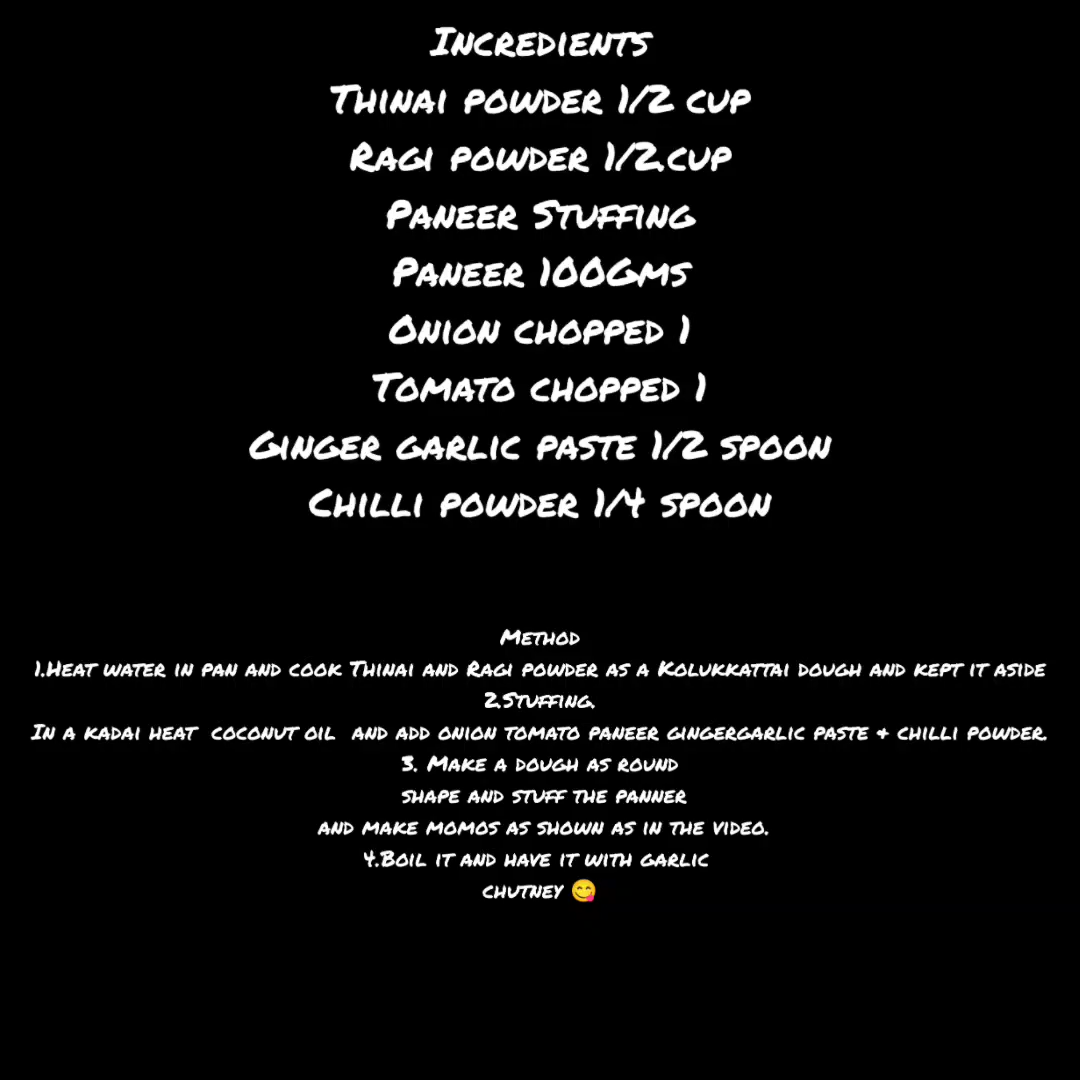 Incredients
Thinai powder 1/2 cup
Ragi powder 1/2.cup
Paneer Stuffing
Paneer 100Gms
Onion chopped 1
Tomato chopped 1
Ginger garlic paste 1/2 spoon
Chilli powder 1/4 spoon
Method
1.Heat water in pan and cook Thinai and Ragi powder as a Kolukkattai dough and kept it aside
2.Stuffing.
In a kadai heat  coconut oil  and add onion tomato paneer gingergarlic paste & chilli powder.
3. Make a dough as round
shape and stuff the panner
and make momos as shown as in the video.
4.Boil it and have it with garlic
chutney 😋